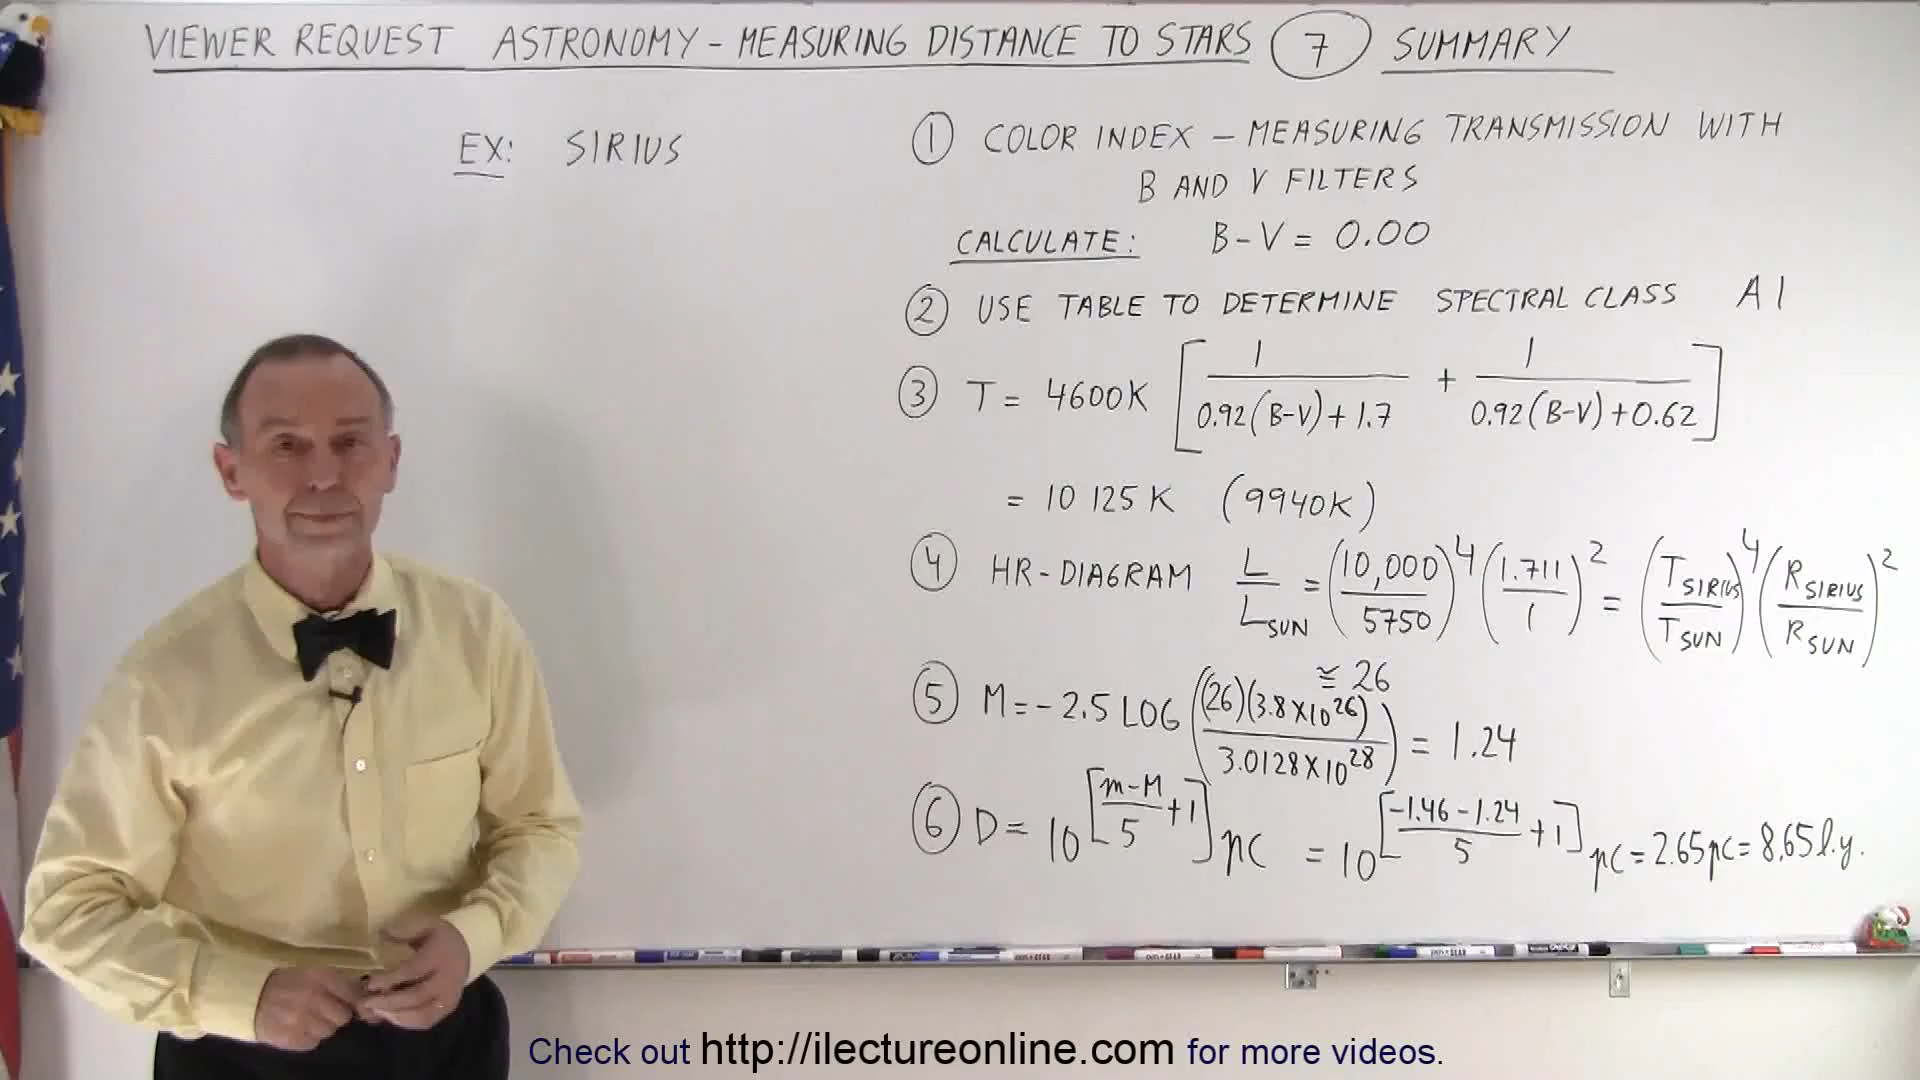 VIEWER REQUEST ASTRONOMY - MEASURING DISTANCE TO STARS 7 SUMMARY
EX: SIRIUS
1 COLOR INDEX - MEASURING TRANSMISSION WITH
B AND V FILTERS
CALCULATE: B-V = 0.00
2 USE TABLE TO DETERMINE SPECTRAL CLASS A1
3 T = 4600K [ 1 / (0.92(B-V)+1.7) + 1 / (0.92(B-V)+0.62) ]
= 10 125 K (9940K)
4 HR-DIAGRAM L / L_SUN = (10,000 / 5750)^4 (1.711 / 1)^2 = (T_SIRIUS / T_SUN)^4 (R_SIRIUS / R_SUN)^2
≅ 26
5 M = -2.5 LOG ((26)(3.8×10^26) / 3.0128×10^28) = 1.24
6 D = 10^[(m-M)/5 +1] pc = 10^[(-1.46-1.24)/5 +1] pc = 2.65pc = 8.65 l.y.
Check out http://ilectureonline.com for more videos.